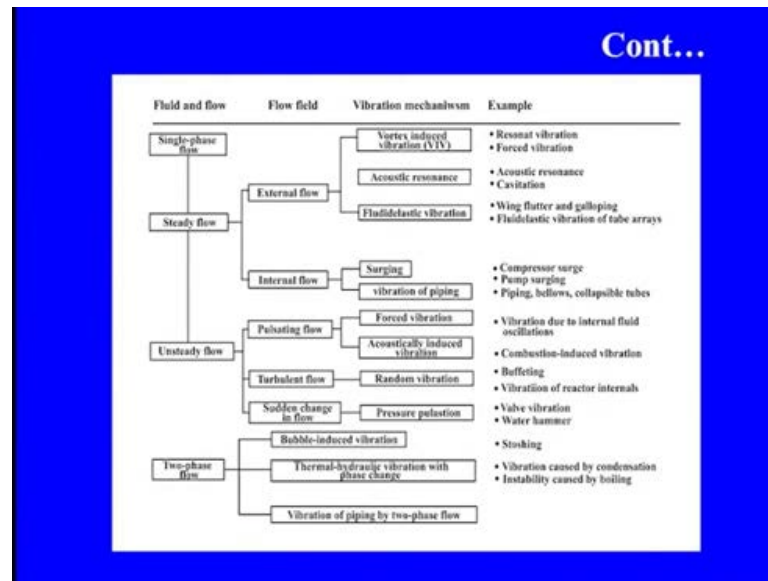 Cont...
Fluid and flow Flow field Vibration mechaniwsm Example
Single-phase
flow
Vortex induced
vibration (VIV)
• Resonat vibration
• Forced vibration
Acoustic resonance
• Acoustic resonance
• Cavitation
External flow
Steady flow
Fludidelastic vibration
• Wing flutter and galloping
• Fluidelastic vibration of tube arrays
Internal flow
Surging
vibration of piping
• Compressor surge
• Pump surging
• Piping, bellows, collapsible tubes
Unsteady flow
Pulsating flow
Forced vibration
Acoustically induced
vibration
• Vibration due to internal fluid
oscillations
• Combustion-induced vibration
Turbulent flow
Random vibration
• Buffeting
• Vibratiion of reactor internals
Sudden change
in flow
Pressure pulustion
• Valve vibration
• Water hammer
Two-phase
flow
Bubble-induced vibration
• Stoshing
Thermal-hydraulic vibration with
phase change
• Vibration caused by condensation
• Instability caused by boiling
Vibration of piping by two-phase flow